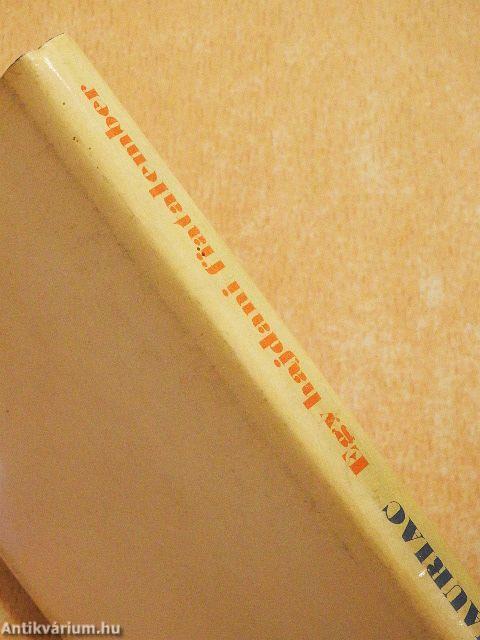 AURIAC
Egy hajdani fiatalember
Antikvárium.hu